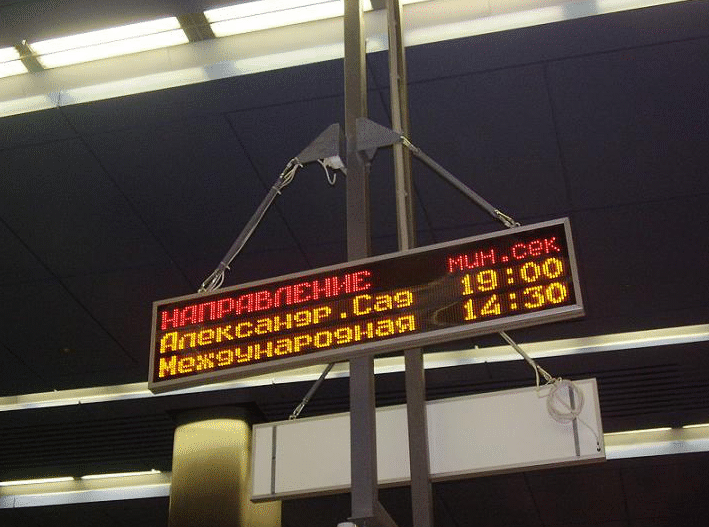 НАПРАВЛЕНИЕ мин.сек
Александр.Сад 19:00
Международная 14:30